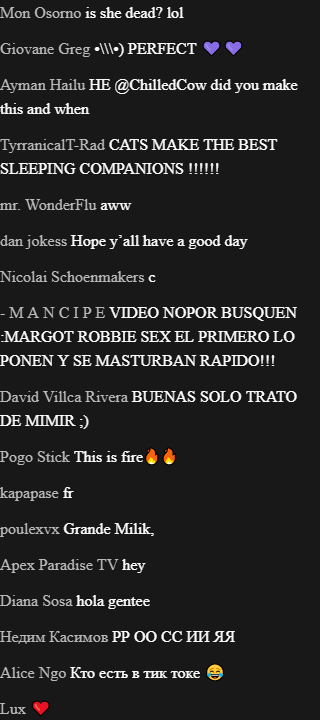 Mon Osorno is she dead? lol
Giovane Greg •\\\•) PERFECT 💜 💜
Ayman Hailu HE @ChilledCow did you make
this and when
TyrranicalT-Rad CATS MAKE THE BEST
SLEEPING COMPANIONS !!!!!!
mr. WonderFlu aww
dan jokess Hope y'all have a good day
Nicolai Schoenmakers c
- M A N C I P E VIDEO NOPOR BUSQUEN
:MARGOT ROBBIE SEX EL PRIMERO LO
PONEN Y SE MASTURBAN RAPIDO!!!
David Villca Rivera BUENAS SOLO TRATO
DE MIMIR ;)
Pogo Stick This is fire🔥🔥
kapapase fr
poulexvx Grande Milik,
Apex Paradise TV hey
Diana Sosa hola gentee
Недим Касимов РР ОО СС ИИ ЯЯ
Alice Ngo Кто есть в тик токе 😂
Lux ❤️